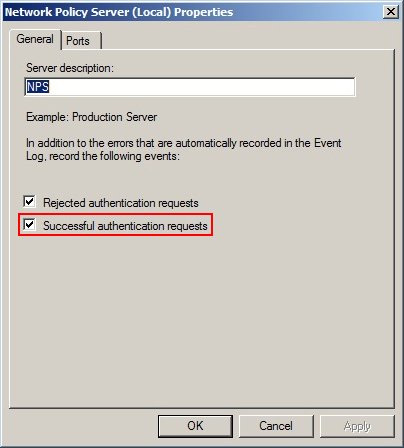 Network Policy Server (Local) Properties
General
Ports
Server description:
NPS
Example: Production Server
In addition to the errors that are automatically recorded in the Event
Log, record the following events:
Rejected authentication requests
Successful authentication requests
OK
Cancel
Apply